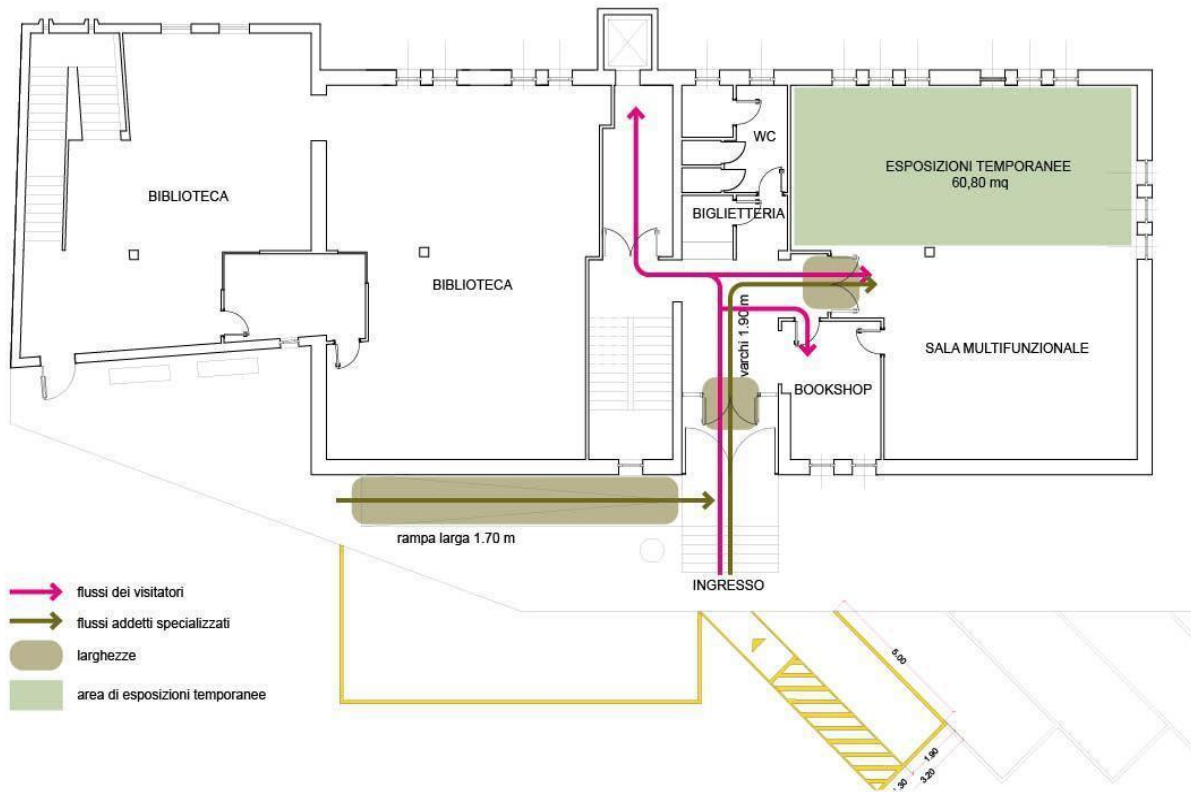 WC
ESPOSIZIONI TEMPORANEE
60,80 mq
BIBLIOTECA
BIGLIETTERIA
BIBLIOTECA
varchi 1.90 m
SALA MULTIFUNZIONALE
BOOKSHOP
rampa larga 1.70 m
INGRESSO
flussi dei visitatori
flussi addetti specializzati
larghezze
area di esposizioni temporanee
5.00
1.90
3.20
.30